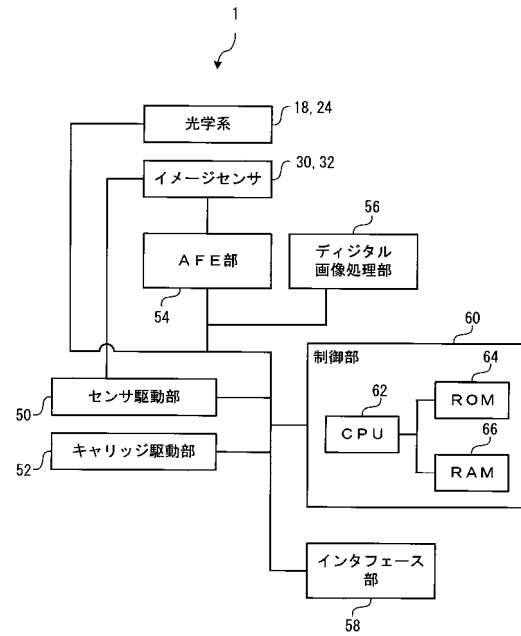 1
光学系
18, 24
イメージセンサ
30, 32
56
AFE部
ディジタル
画像処理部
54
60
制御部
64
センサ駆動部
50
62
ROM
CPU
66
キャリッジ駆動部
52
RAM
インタフェース
部
58